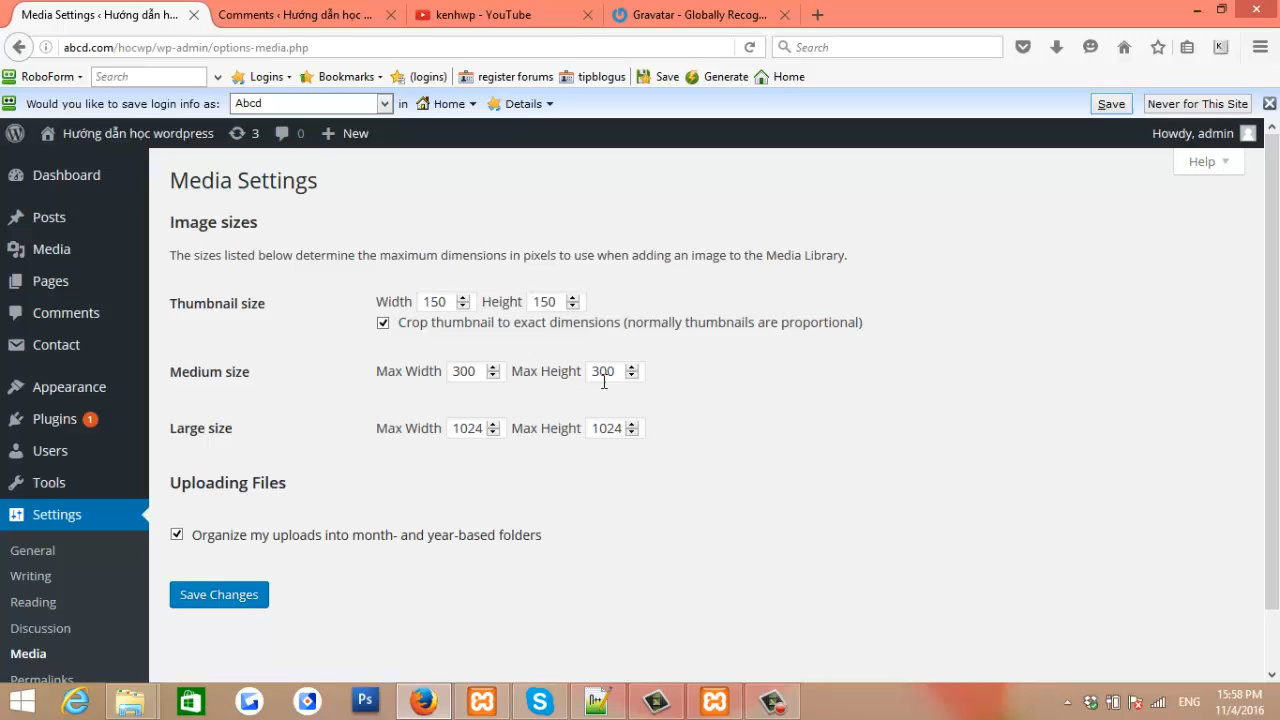 Media Settings ‹ Hướng dẫn h...
Comments ‹ Hướng dẫn học ...
kenhwp - YouTube
Gravatar - Globally Recog...
abcd.com/hocwp/wp-admin/options-media.php
Search
RoboForm
Search
Logins
Bookmarks
(logins)
register forums
tipblogus
Save
Generate
Home
Would you like to save login info as:
Abcd
in
Home
Details
Save
Never for This Site
Hướng dẫn học wordpress
3
0
New
Howdy, admin
Help
Dashboard
Posts
Media
Pages
Comments
Contact
Appearance
Plugins 1
Users
Tools
Settings
General
Writing
Reading
Discussion
Media
Permalinks
Media Settings
Image sizes
The sizes listed below determine the maximum dimensions in pixels to use when adding an image to the Media Library.
Thumbnail size
Width 150 Height 150
Crop thumbnail to exact dimensions (normally thumbnails are proportional)
Medium size
Max Width 300 Max Height 300
Large size
Max Width 1024 Max Height 1024
Uploading Files
Organize my uploads into month- and year-based folders
Save Changes
Ps
ENG
15:58 PM
11/4/2016